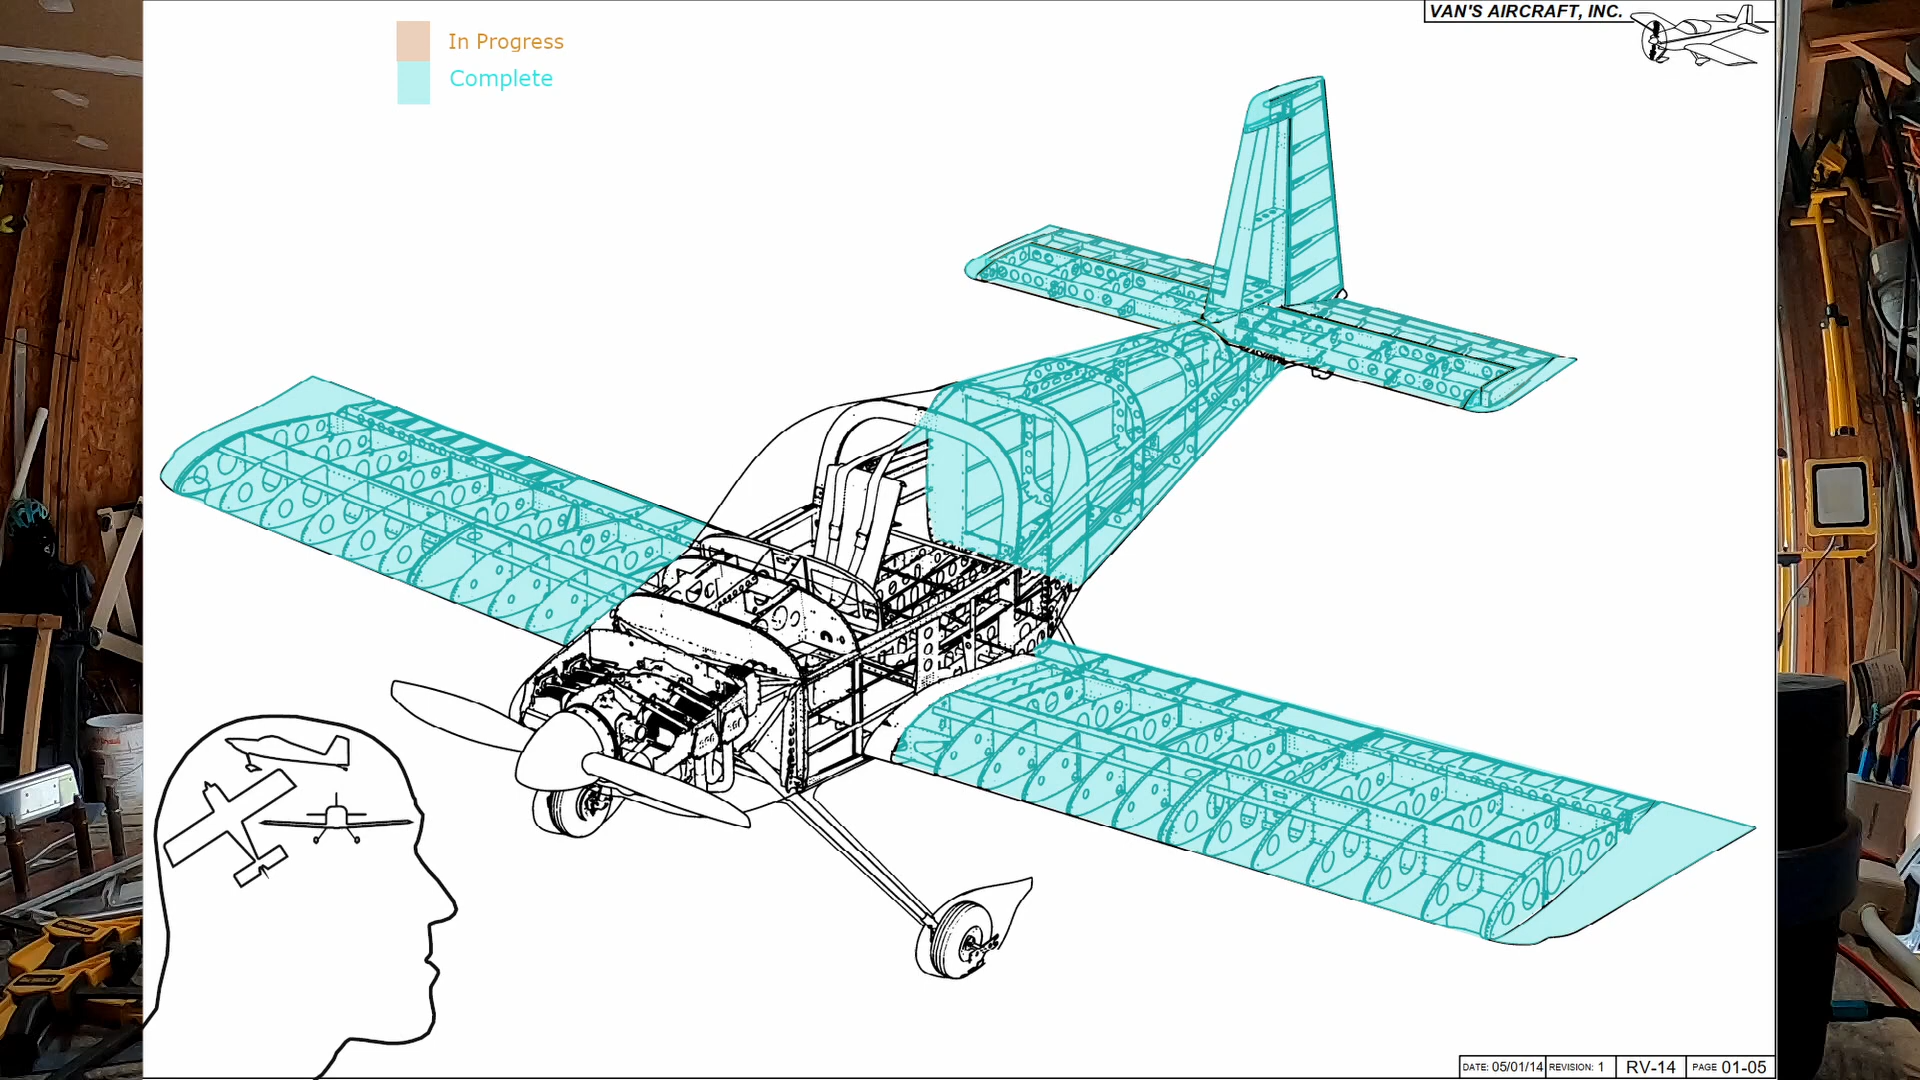 VAN'S AIRCRAFT, INC.
In Progress
Complete
DATE: 05/01/14 REVISION: 1 RV-14 PAGE 01-05